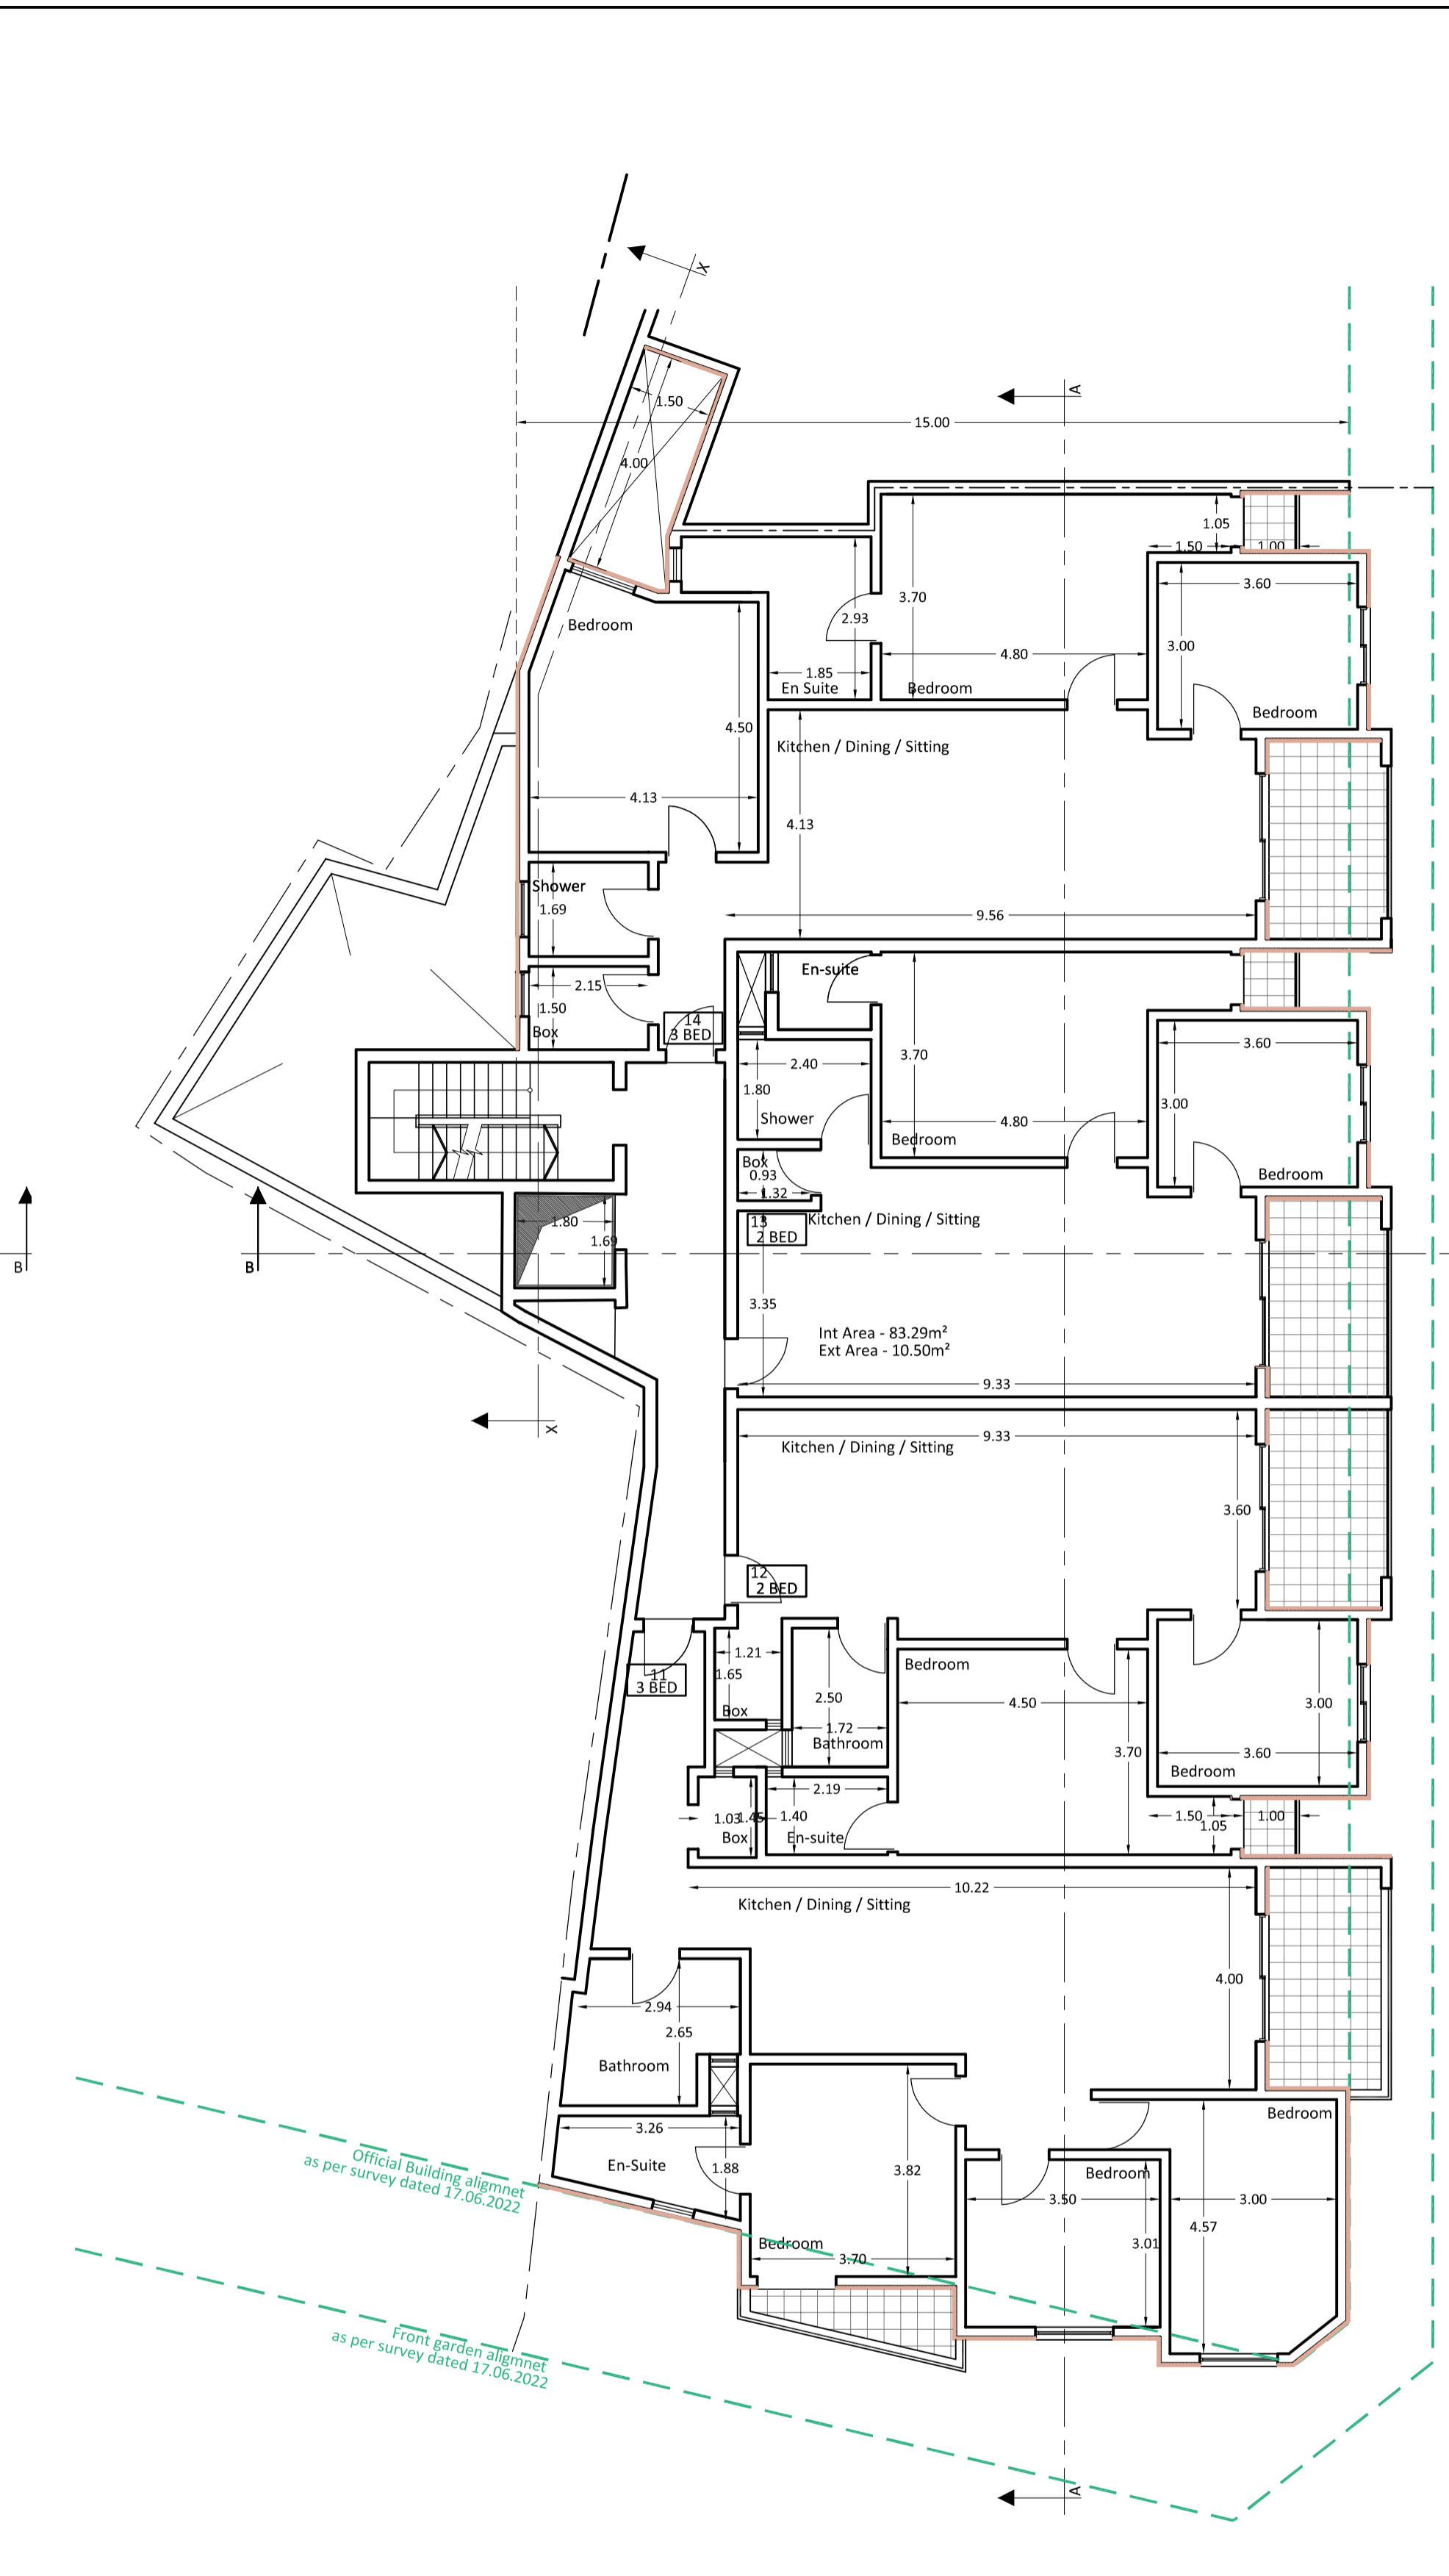 X
1.50
4.00
A
15.00
1.05
1.50
1.00
3.60
3.70
2.93
Bedroom
3.00
4.80
1.85
En Suite
Bedroom
Bedroom
4.50
Kitchen / Dining / Sitting
4.13
4.13
Shower
1.69
9.56
En-suite
2.15
1.50
Box
14
3 BED
3.70
3.60
2.40
1.80
3.00
Shower
4.80
Bedroom
Box
0.93
1.32
Bedroom
13
2 BED
Kitchen / Dining / Sitting
1.80
1.69
B
B
3.35
Int Area - 83.29m²
Ext Area - 10.50m²
9.33
X
9.33
Kitchen / Dining / Sitting
3.60
12
2 BED
1.21
1.65
11
3 BED
Bedroom
2.50
4.50
3.00
Box
1.72
Bathroom
3.70
3.60
Bedroom
2.19
1.03
1.45
1.40
1.50
1.05
1.00
Box
En-suite
10.22
Kitchen / Dining / Sitting
4.00
2.94
2.65
Bathroom
Bedroom
3.26
Official Building aligmnet
as per survey dated 17.06.2022
En-Suite
1.88
3.82
Bedroom
3.50
3.00
4.57
3.01
Bedroom
3.70
Front garden aligmnet
as per survey dated 17.06.2022
A